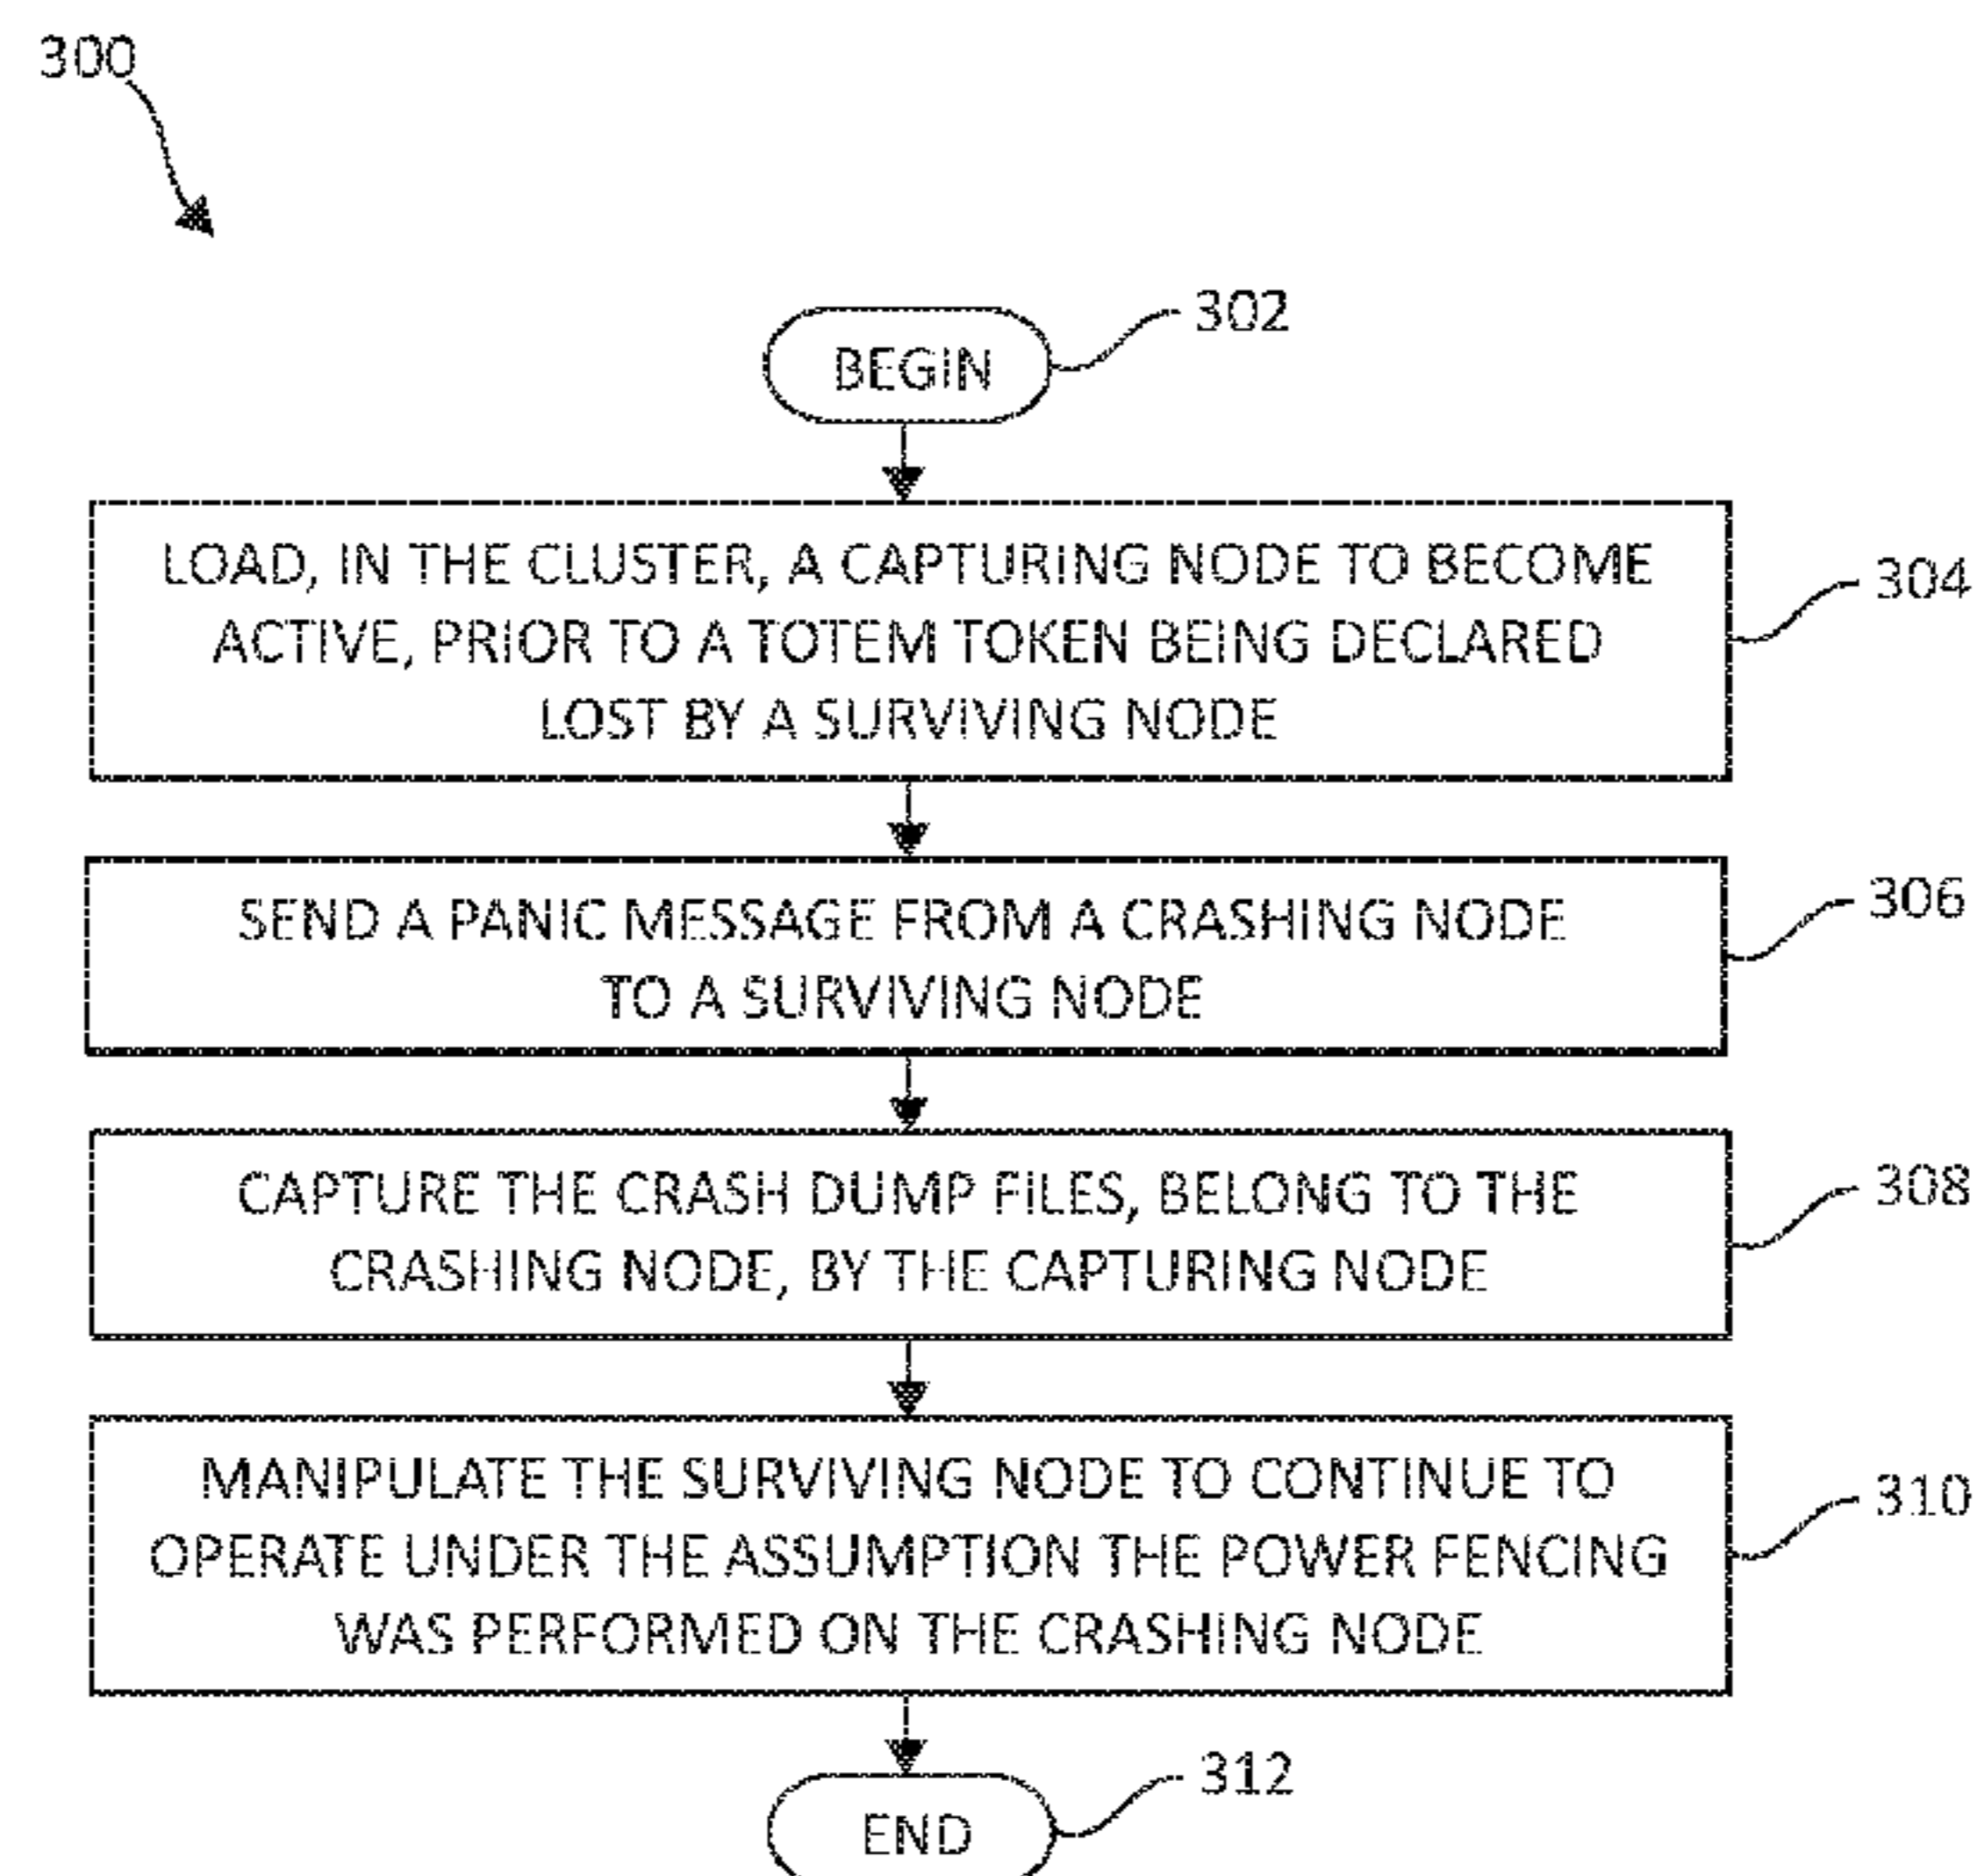 300
BEGIN
302
LOAD, IN THE CLUSTER, A CAPTURING NODE TO BECOME
ACTIVE, PRIOR TO A TOTEM TOKEN BEING DECLARED
LOST BY A SURVIVING NODE
304
SEND A PANIC MESSAGE FROM A CRASHING NODE
TO A SURVIVING NODE
306
CAPTURE THE CRASH DUMP FILES, BELONG TO THE
CRASHING NODE, BY THE CAPTURING NODE
308
MANIPULATE THE SURVIVING NODE TO CONTINUE TO
OPERATE UNDER THE ASSUMPTION THE POWER FENCING
WAS PERFORMED ON THE CRASHING NODE
310
END
312